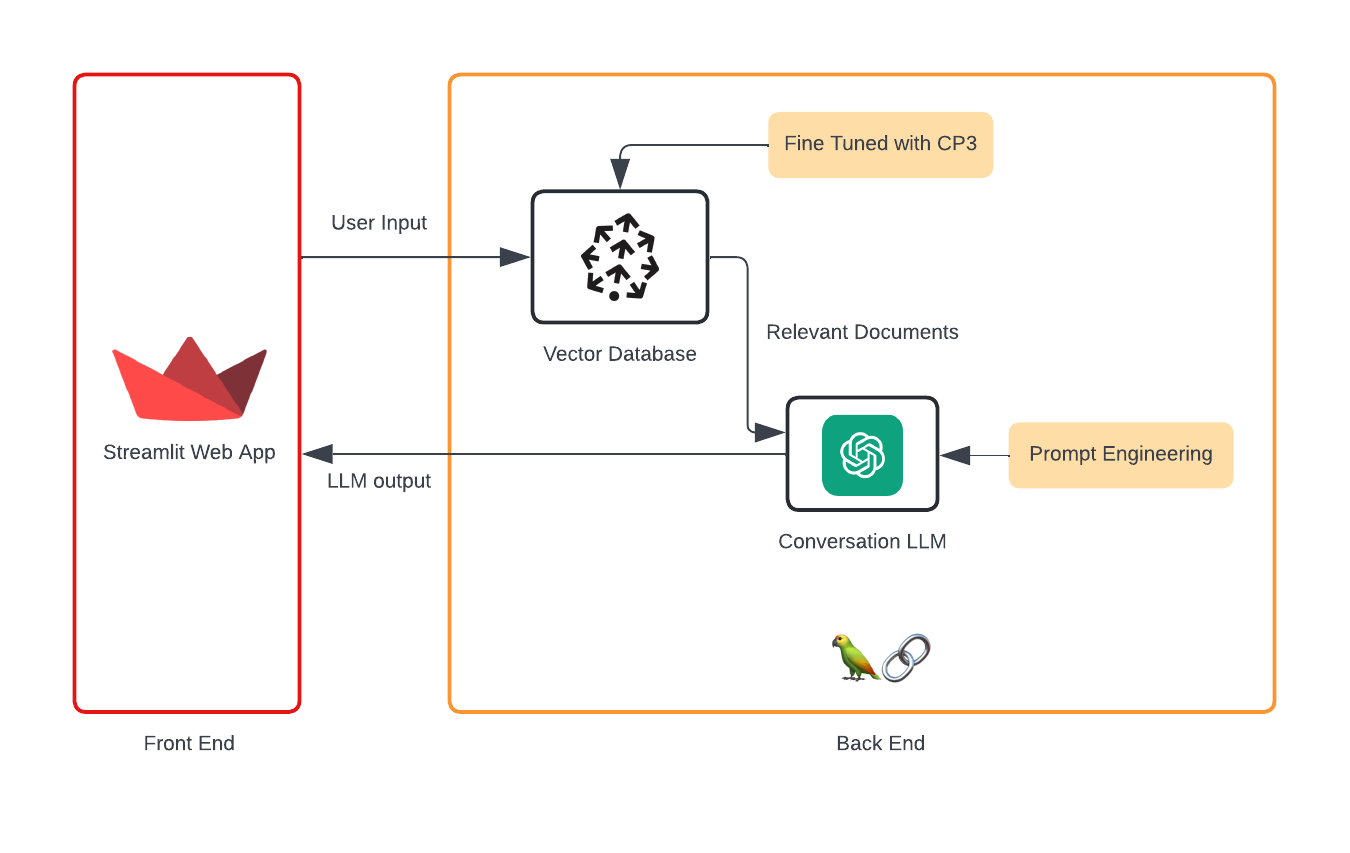 Fine Tuned with CP3
User Input
Relevant Documents
Vector Database
Streamlit Web App
LLM output
Prompt Engineering
Conversation LLM
Front End
Back End